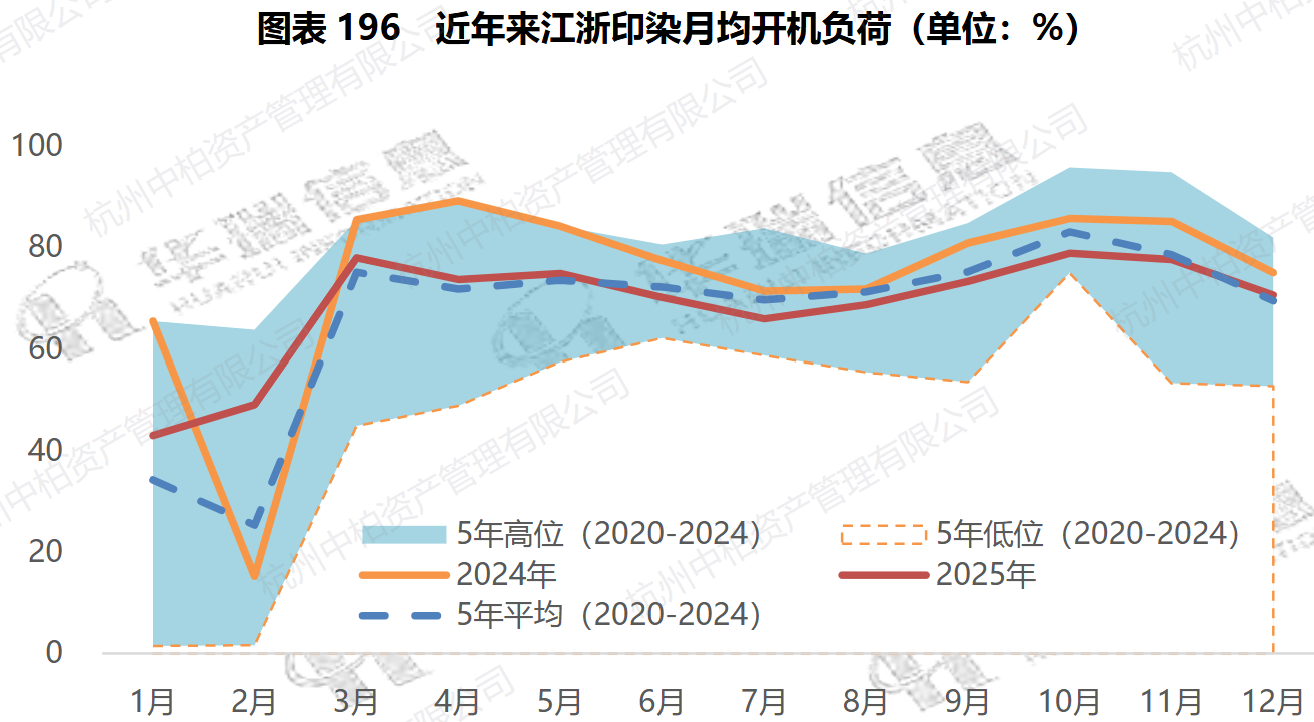 图表 196 近年来江浙印染月均开机负荷（单位：%）
100
80
60
40
20
0
1月 2月 3月 4月 5月 6月 7月 8月 9月 10月 11月 12月
5年高位（2020-2024） 5年低位（2020-2024）
2024年 2025年
5年平均（2020-2024）
杭州中柏资产管理有限公司
华瑞信息